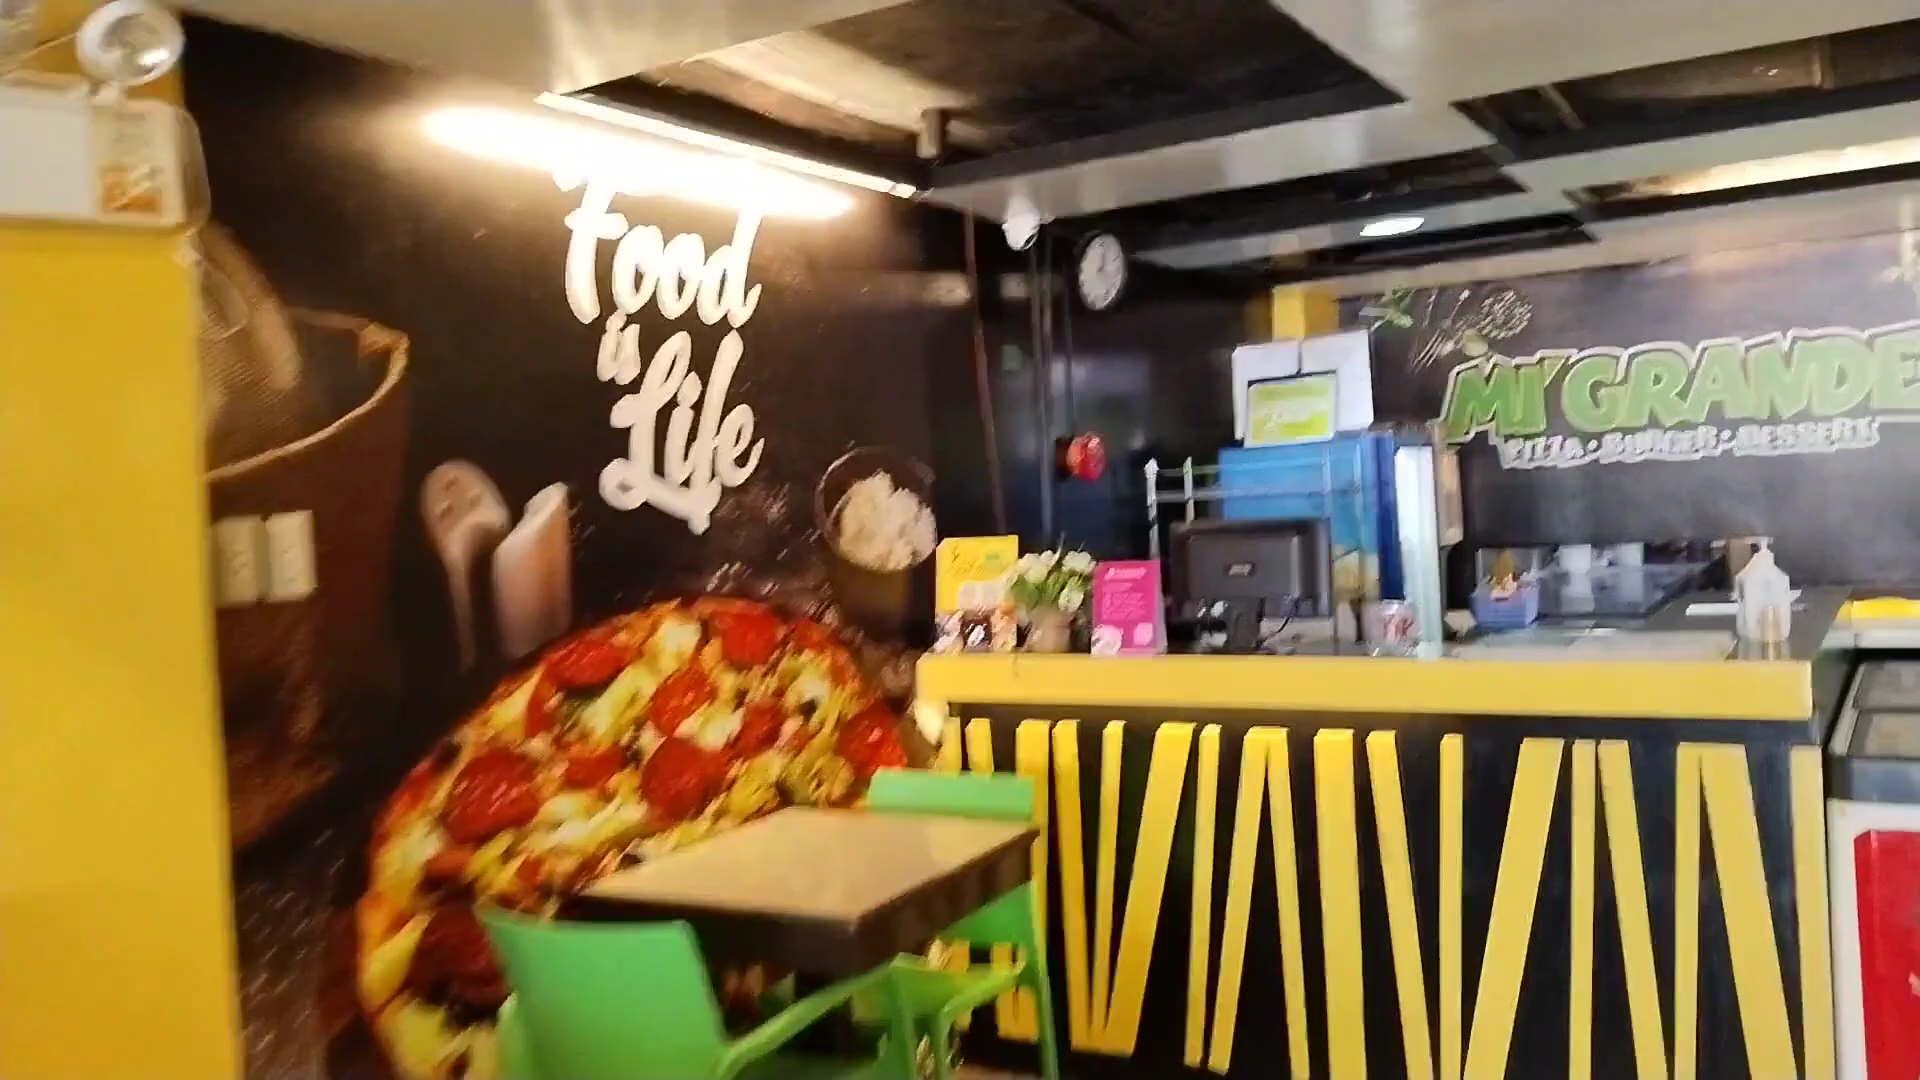 Food
is
Life
MI'GRANDE
PIZZA • BURGER • DESSERT